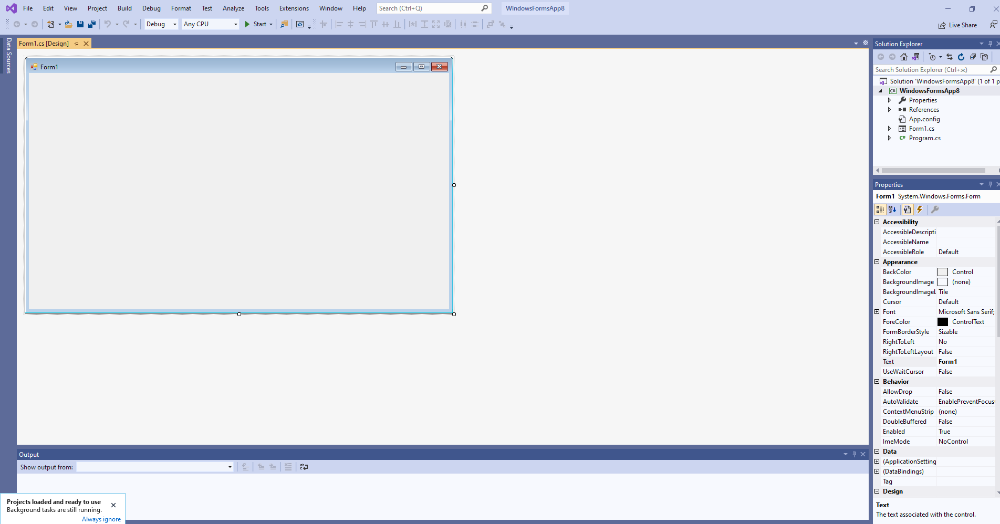 File Edit View Project Build Debug Format Test Analyze Tools Extensions Window Help Search (Ctrl+Q) WindowsFormsApp8
Debug Any CPU Start Live Share
Data Sources
Form1.cs [Design]
Form1
Solution Explorer
Search Solution Explorer (Ctrl+ж)
Solution 'WindowsFormsApp8' (1 of 1 p
C# WindowsFormsApp8
Properties
References
App.config
Form1.cs
C# Program.cs
Properties
Form1 System.Windows.Forms.Form
Accessibility
AccessibleDescripti
AccessibleName
AccessibleRole Default
Appearance
BackColor Control
BackgroundImage (none)
BackgroundImageL Tile
Cursor Default
Font Microsoft Sans Serif;
ForeColor ControlText
FormBorderStyle Sizable
RightToLeft No
RightToLeftLayout False
Text Form1
UseWaitCursor False
Behavior
AllowDrop False
AutoValidate EnablePreventFocus
ContextMenuStrip (none)
DoubleBuffered False
Enabled True
ImeMode NoControl
Data
(ApplicationSetting
(DataBindings)
Tag
Design
Text
The text associated with the control.
Output
Show output from:
Projects loaded and ready to use
Background tasks are still running.
Always ignore